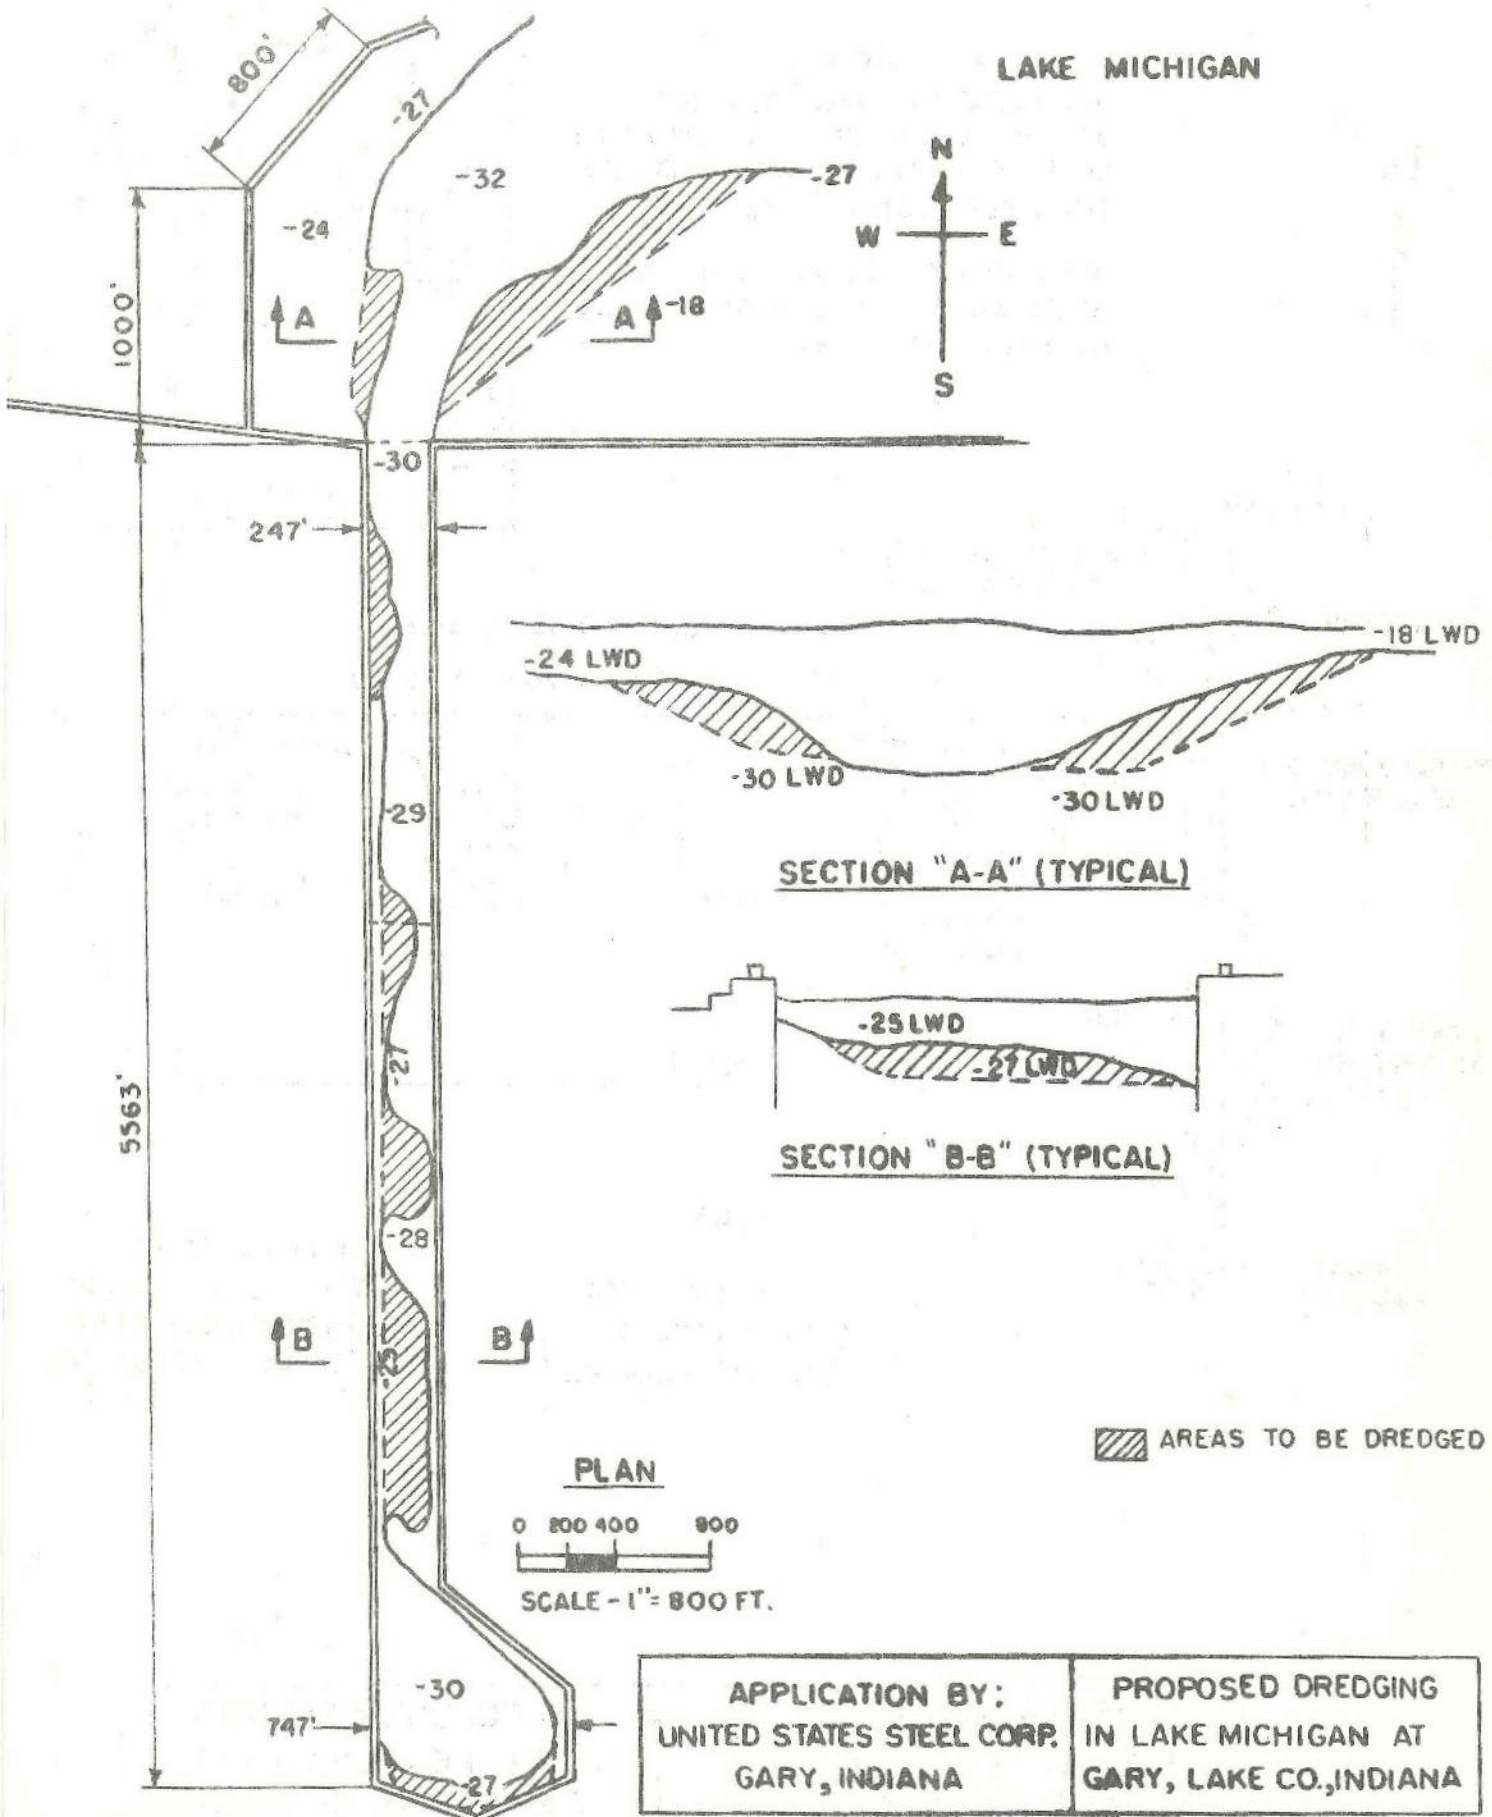 LAKE MICHIGAN
800'
-27
-32
-27
-24
N
W E
S
1000'
A
A
-18
-30
247'
-24 LWD
-18 LWD
-30 LWD
-30 LWD
-29
SECTION "A-A" (TYPICAL)
-25 LWD
-27 LWD
-27
5563'
SECTION "B-B" (TYPICAL)
-28
B
B
-25
AREAS TO BE DREDGED
PLAN
0 200 400 800
SCALE - 1" = 800 FT.
-30
747'
-27
APPLICATION BY:
UNITED STATES STEEL CORP.
GARY, INDIANA
PROPOSED DREDGING
IN LAKE MICHIGAN AT
GARY, LAKE CO., INDIANA